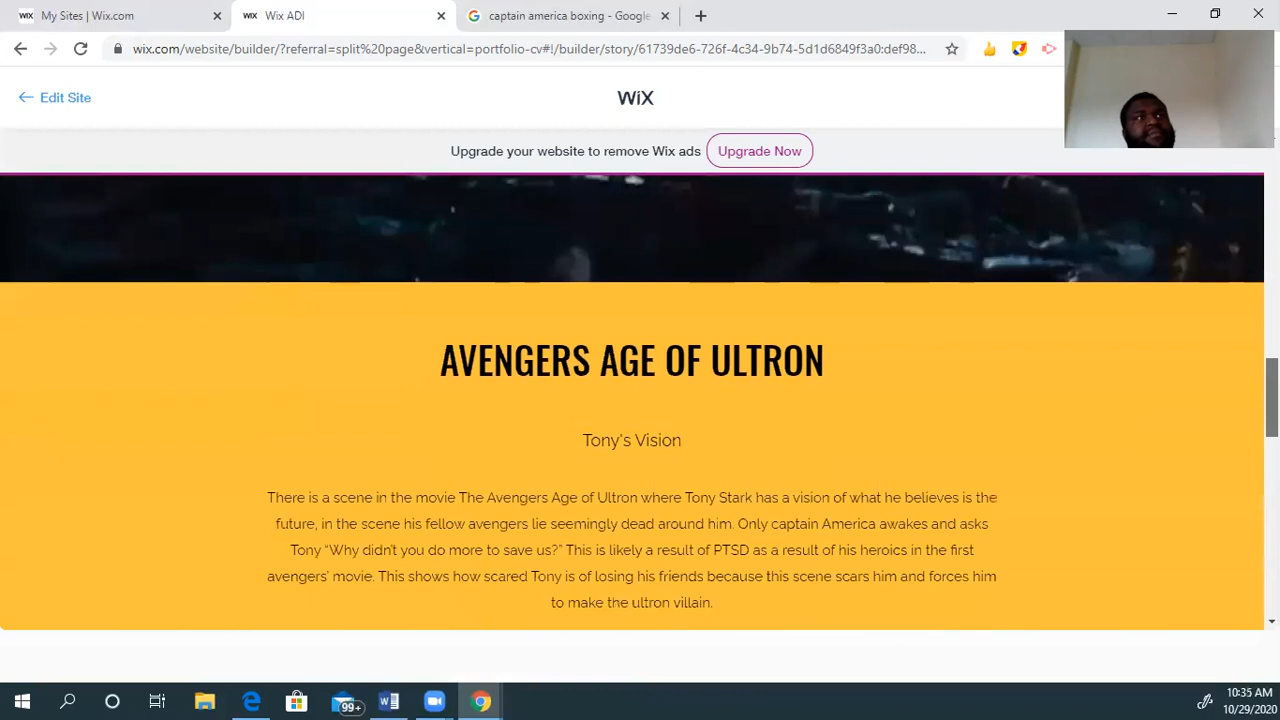 WIX My Sites | Wix.com
WIX Wix ADI
captain america boxing - Google
wix.com/website/builder/?referral=split%20page&vertical=portfolio-cv#!/builder/story/61739de6-726f-4c34-9b74-5d1d6849f3a0:def98...
Edit Site
WiX
Upgrade your website to remove Wix ads Upgrade Now
AVENGERS AGE OF ULTRON
Tony's Vision
There is a scene in the movie The Avengers Age of Ultron where Tony Stark has a vision of what he believes is the
future, in the scene his fellow avengers lie seemingly dead around him. Only captain America awakes and asks
Tony “Why didn't you do more to save us?” This is likely a result of PTSD as a result of his heroics in the first
avengers' movie. This shows how scared Tony is of losing his friends because this scene scars him and forces him
to make the ultron villain.
99+
10:35 AM
10/29/2020